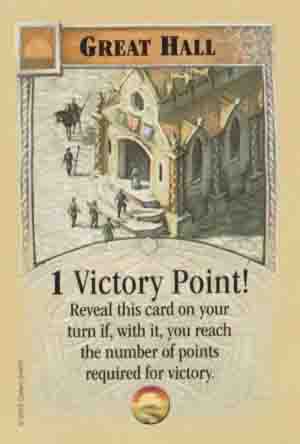 GREAT HALL
1 Victory Point!
Reveal this card on your
turn if, with it, you reach
the number of points
required for victory.